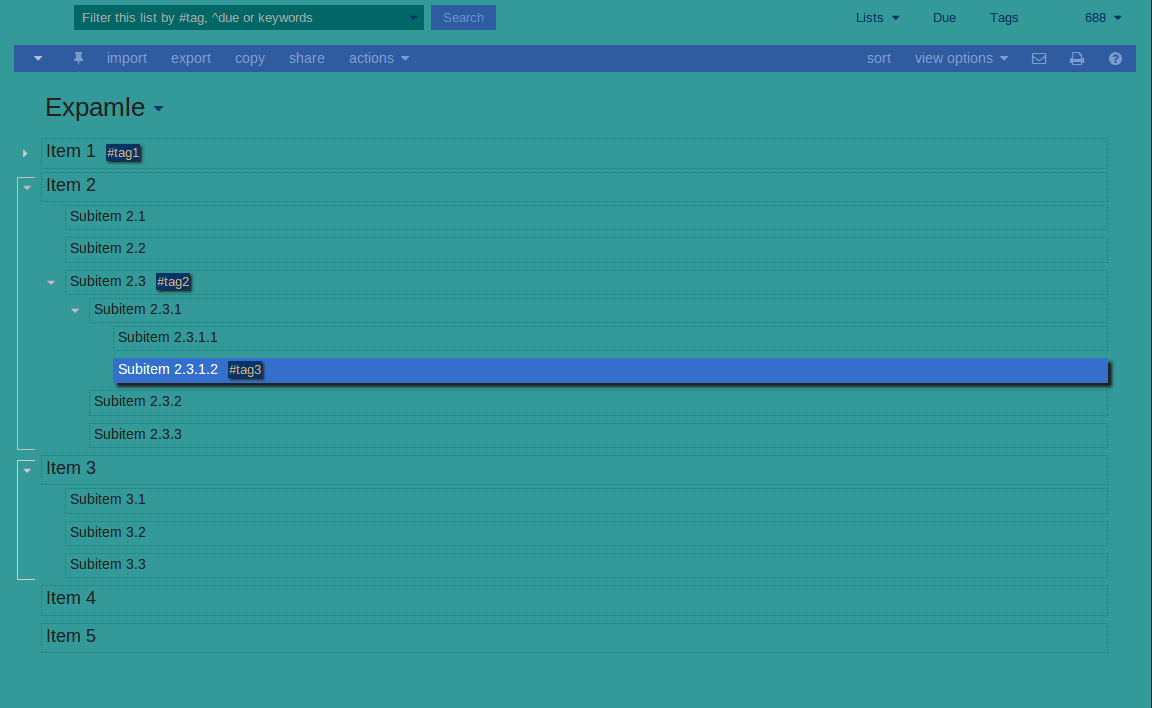 Filter this list by #tag, ^due or keywords Search Lists Due Tags 688
import export copy share actions sort view options
Expamle
Item 1 #tag1
Item 2
Subitem 2.1
Subitem 2.2
Subitem 2.3 #tag2
Subitem 2.3.1
Subitem 2.3.1.1
Subitem 2.3.1.2 #tag3
Subitem 2.3.2
Subitem 2.3.3
Item 3
Subitem 3.1
Subitem 3.2
Subitem 3.3
Item 4
Item 5